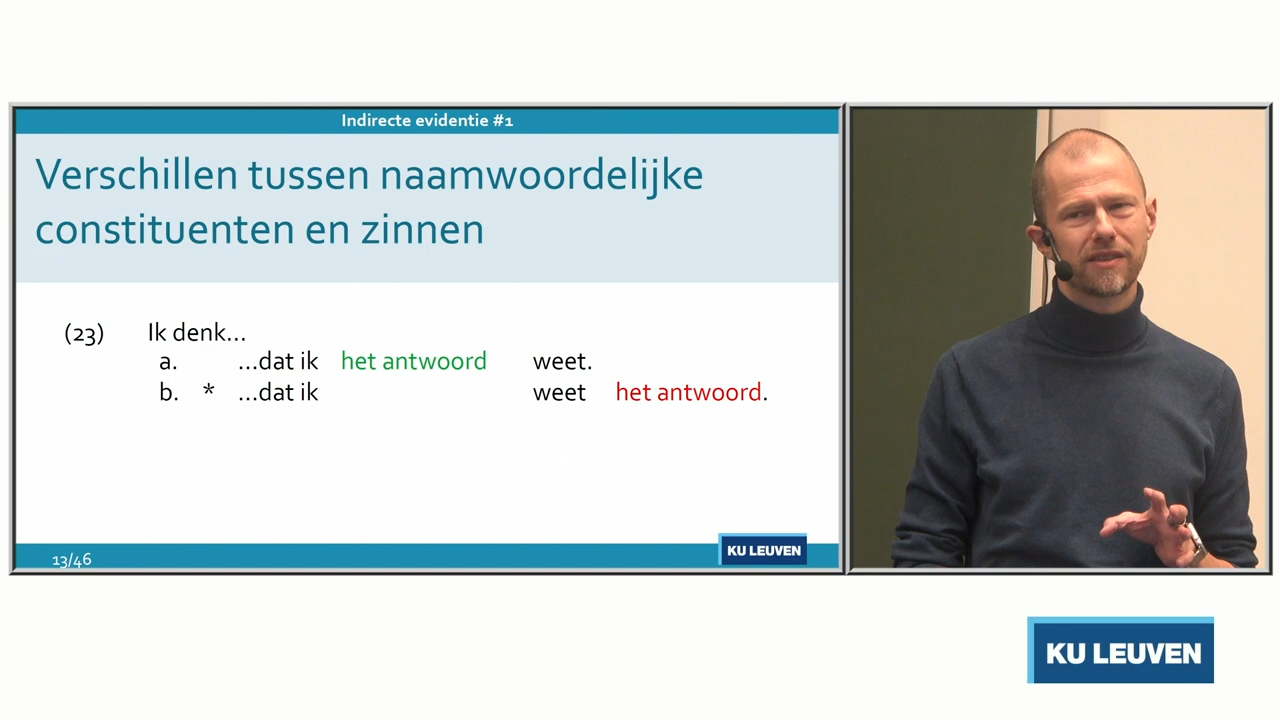 Indirecte evidentie #1
Verschillen tussen naamwoordelijke
constituenten en zinnen
(23) Ik denk...
a. ...dat ik het antwoord weet.
b. * ...dat ik weet het antwoord.
13/46
KU LEUVEN
KU LEUVEN